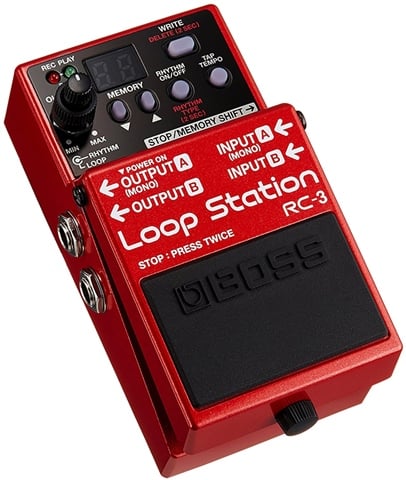 WRITE
DELETE (2 SEC)
REC PLAY
MEMORY
RHYTHM
ON/OFF
TAP
TEMPO
RHYTHM
TYPE
(2 SEC)
MIN
MAX
RHYTHM
LOOP
STOP/MEMORY SHIFT
POWER ON
OUTPUT A
(MONO)
OUTPUT B
INPUT A
(MONO)
INPUT B
Loop Station
RC-3
STOP : PRESS TWICE
BOSS